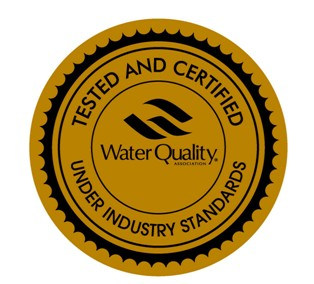 TESTED AND CERTIFIED
Water Quality®
ASSOCIATION
UNDER INDUSTRY STANDARDS